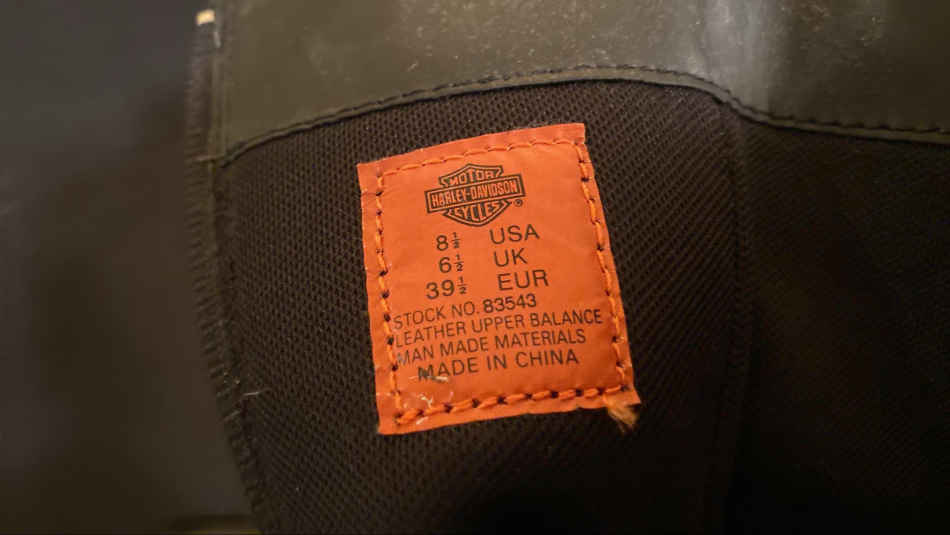 MOTOR
HARLEY-DAVIDSON
CYCLES ®
8½ USA
6½ UK
39½ EUR
STOCK NO. 83543
LEATHER UPPER BALANCE
MAN MADE MATERIALS
MADE IN CHINA